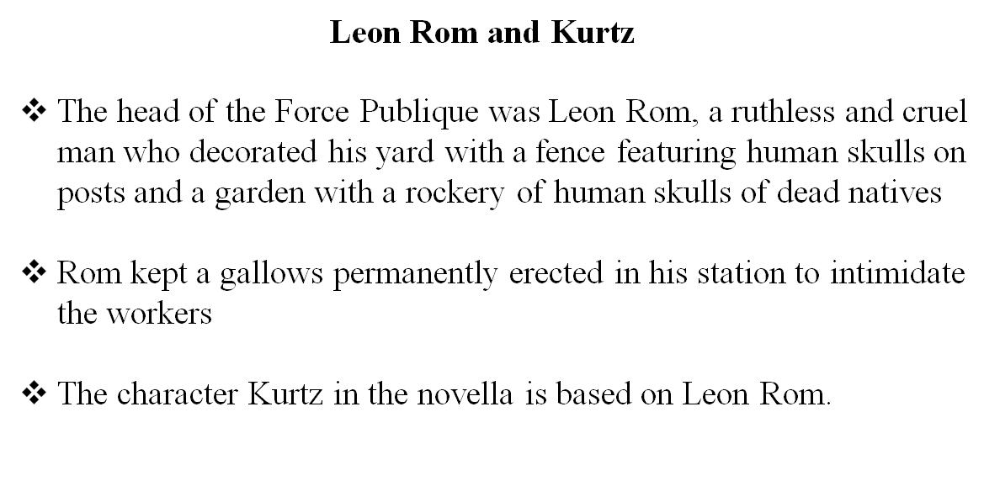 Leon Rom and Kurtz
❖ The head of the Force Publique was Leon Rom, a ruthless and cruel
man who decorated his yard with a fence featuring human skulls on
posts and a garden with a rockery of human skulls of dead natives
❖ Rom kept a gallows permanently erected in his station to intimidate
the workers
❖ The character Kurtz in the novella is based on Leon Rom.